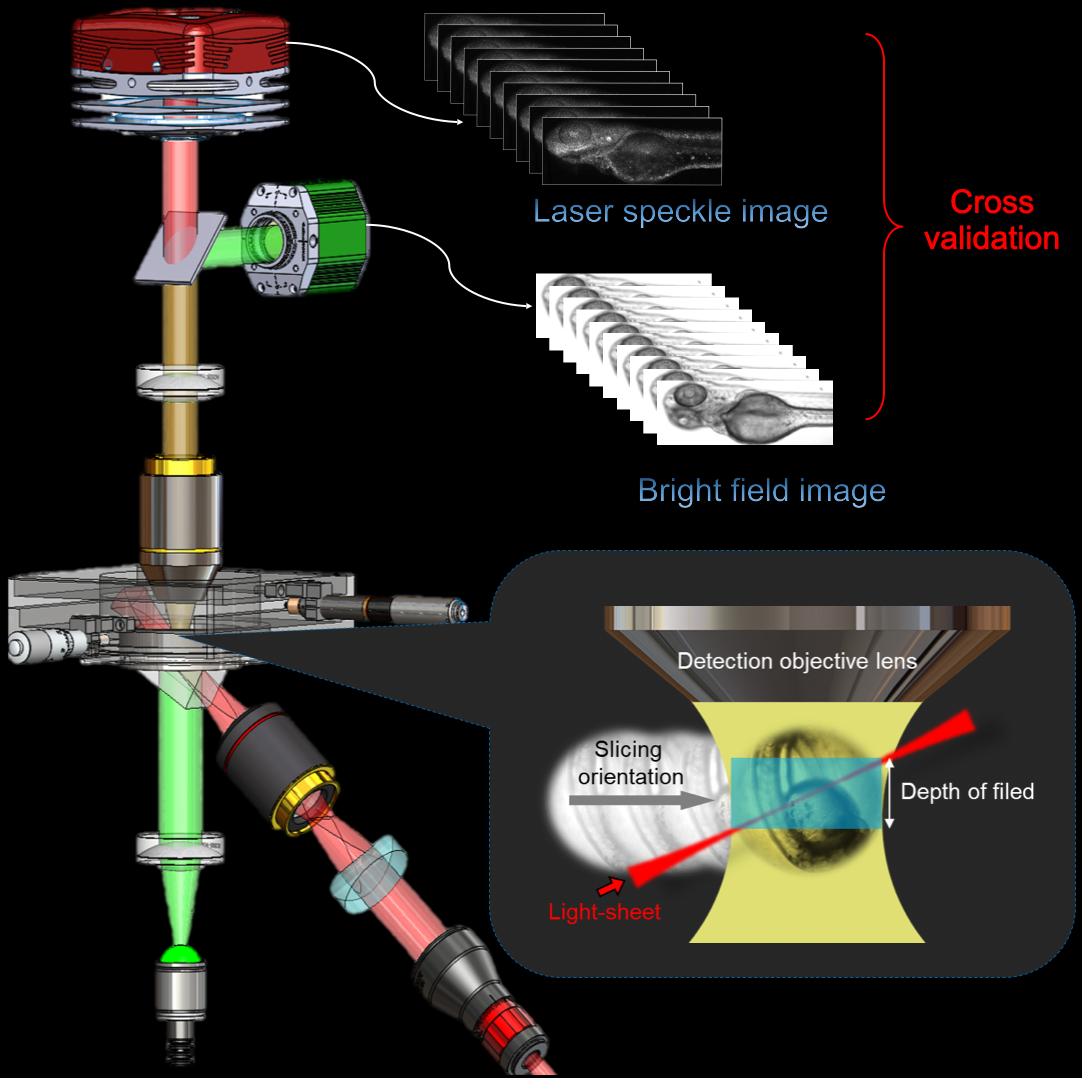 Laser speckle image
Cross
validation
Bright field image
Detection objective lens
Slicing
orientation
Depth of filed
Light-sheet